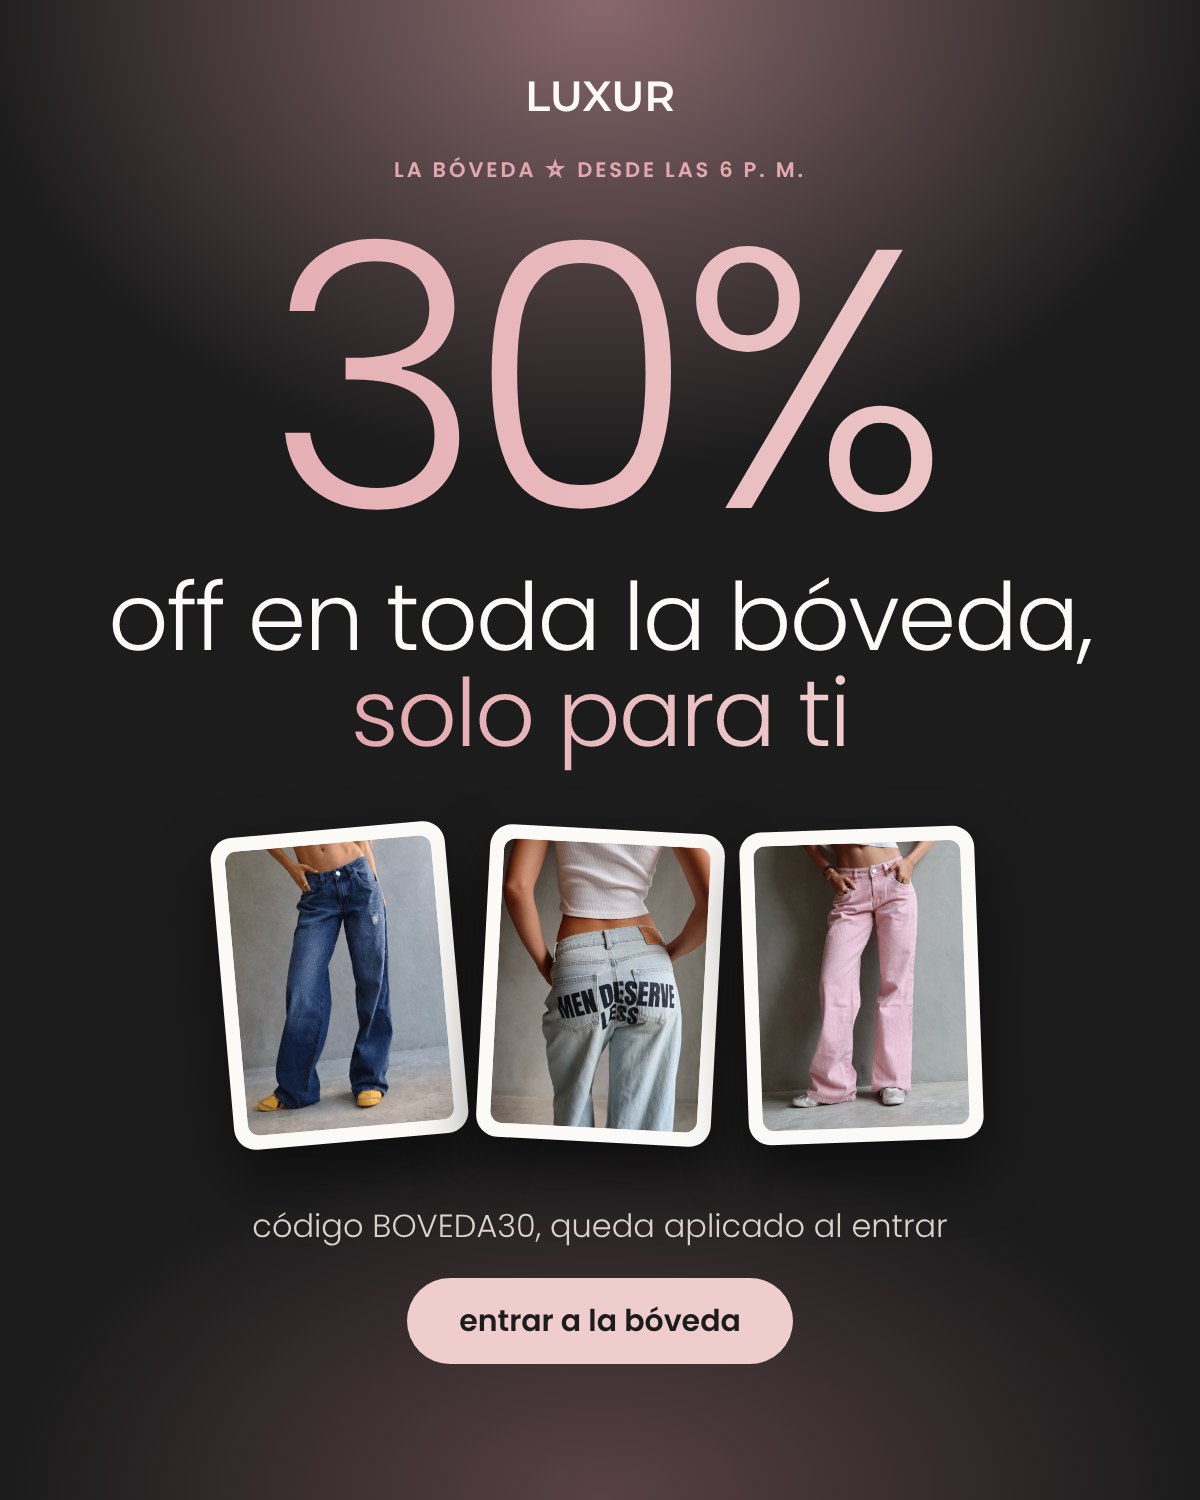 LUXUR
LA BÓVEDA ☆ DESDE LAS 6 P. M.
30%
off en toda la bóveda,
solo para ti
MEN DESERVE
LESS
código BOVEDA30, queda aplicado al entrar
entrar a la bóveda